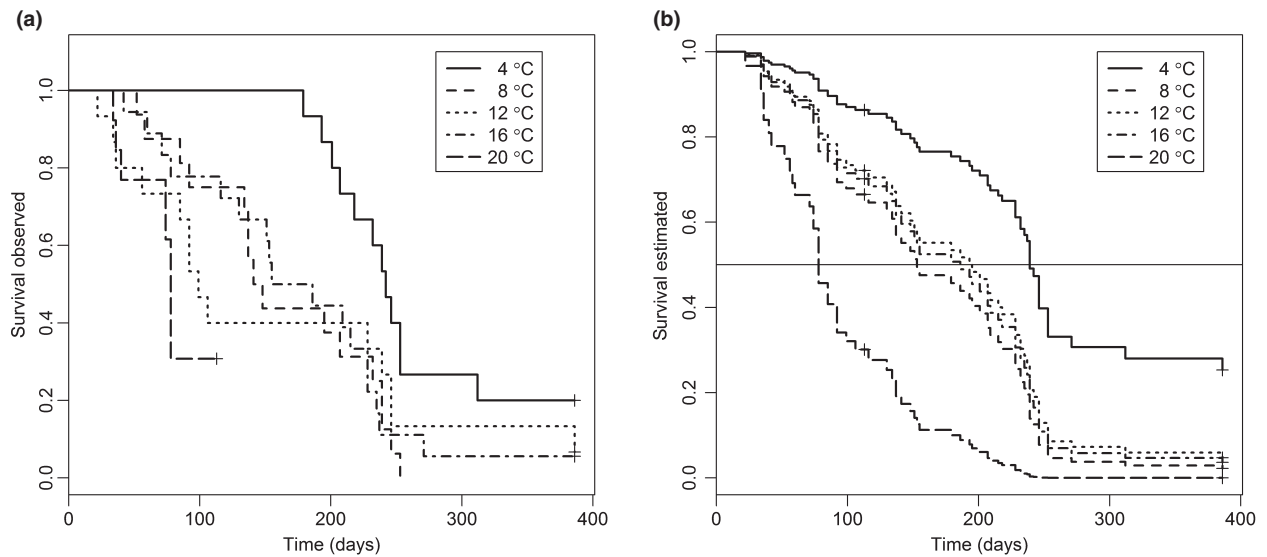 (a)
Survival observed
1.0
0.8
0.6
0.4
0.2
0.0
4 °C
8 °C
12 °C
16 °C
20 °C
0 100 200 300 400
Time (days)
(b)
Survival estimated
1.0
0.8
0.6
0.4
0.2
0.0
4 °C
8 °C
12 °C
16 °C
20 °C
0 100 200 300 400
Time (days)